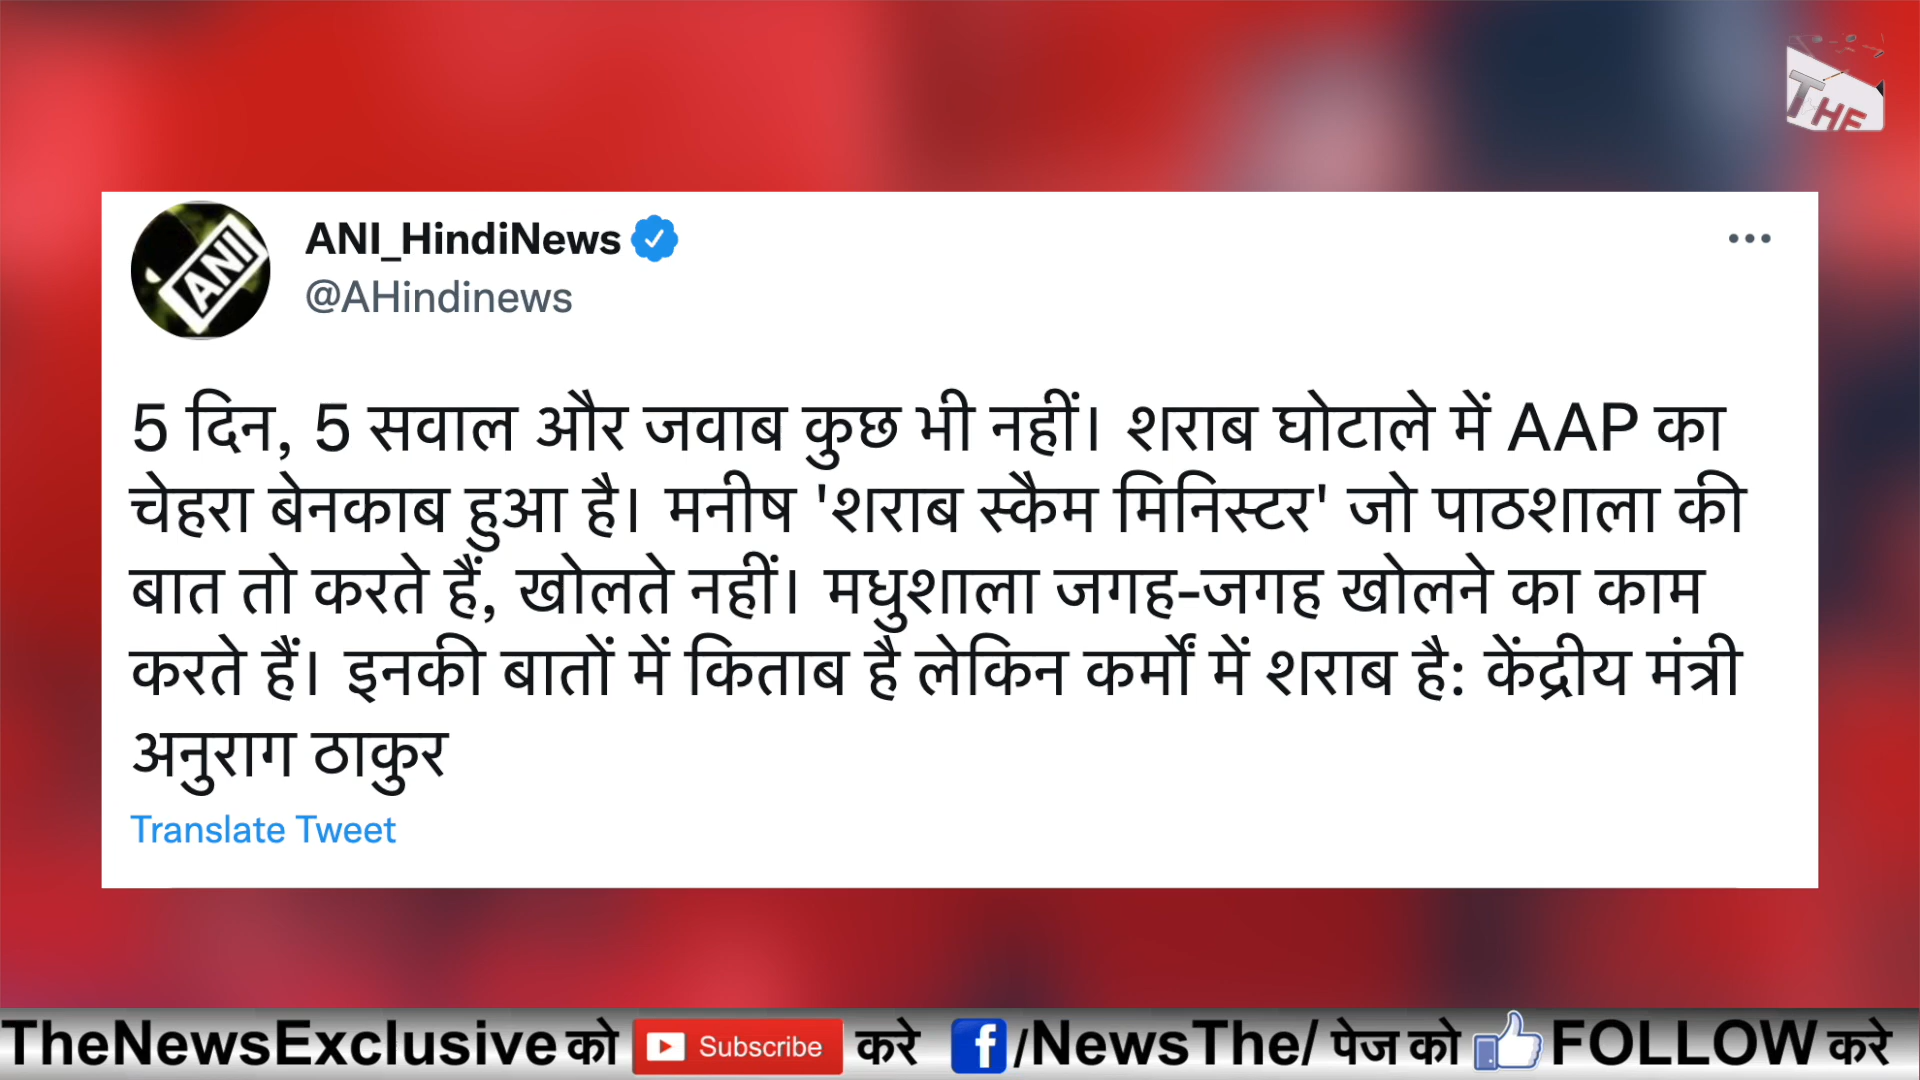 THE
ANI
ANI_HindiNews
@AHindinews
5 दिन, 5 सवाल और जवाब कुछ भी नहीं। शराब घोटाले में AAP का
चेहरा बेनकाब हुआ है। मनीष 'शराब स्कैम मिनिस्टर' जो पाठशाला की
बात तो करते हैं, खोलते नहीं। मधुशाला जगह-जगह खोलने का काम
करते हैं। इनकी बातों में किताब है लेकिन कर्मों में शराब है: केंद्रीय मंत्री
अनुराग ठाकुर
Translate Tweet
TheNewsExclusive को Subscribe करे f /NewsThe/ पेज को FOLLOW करे